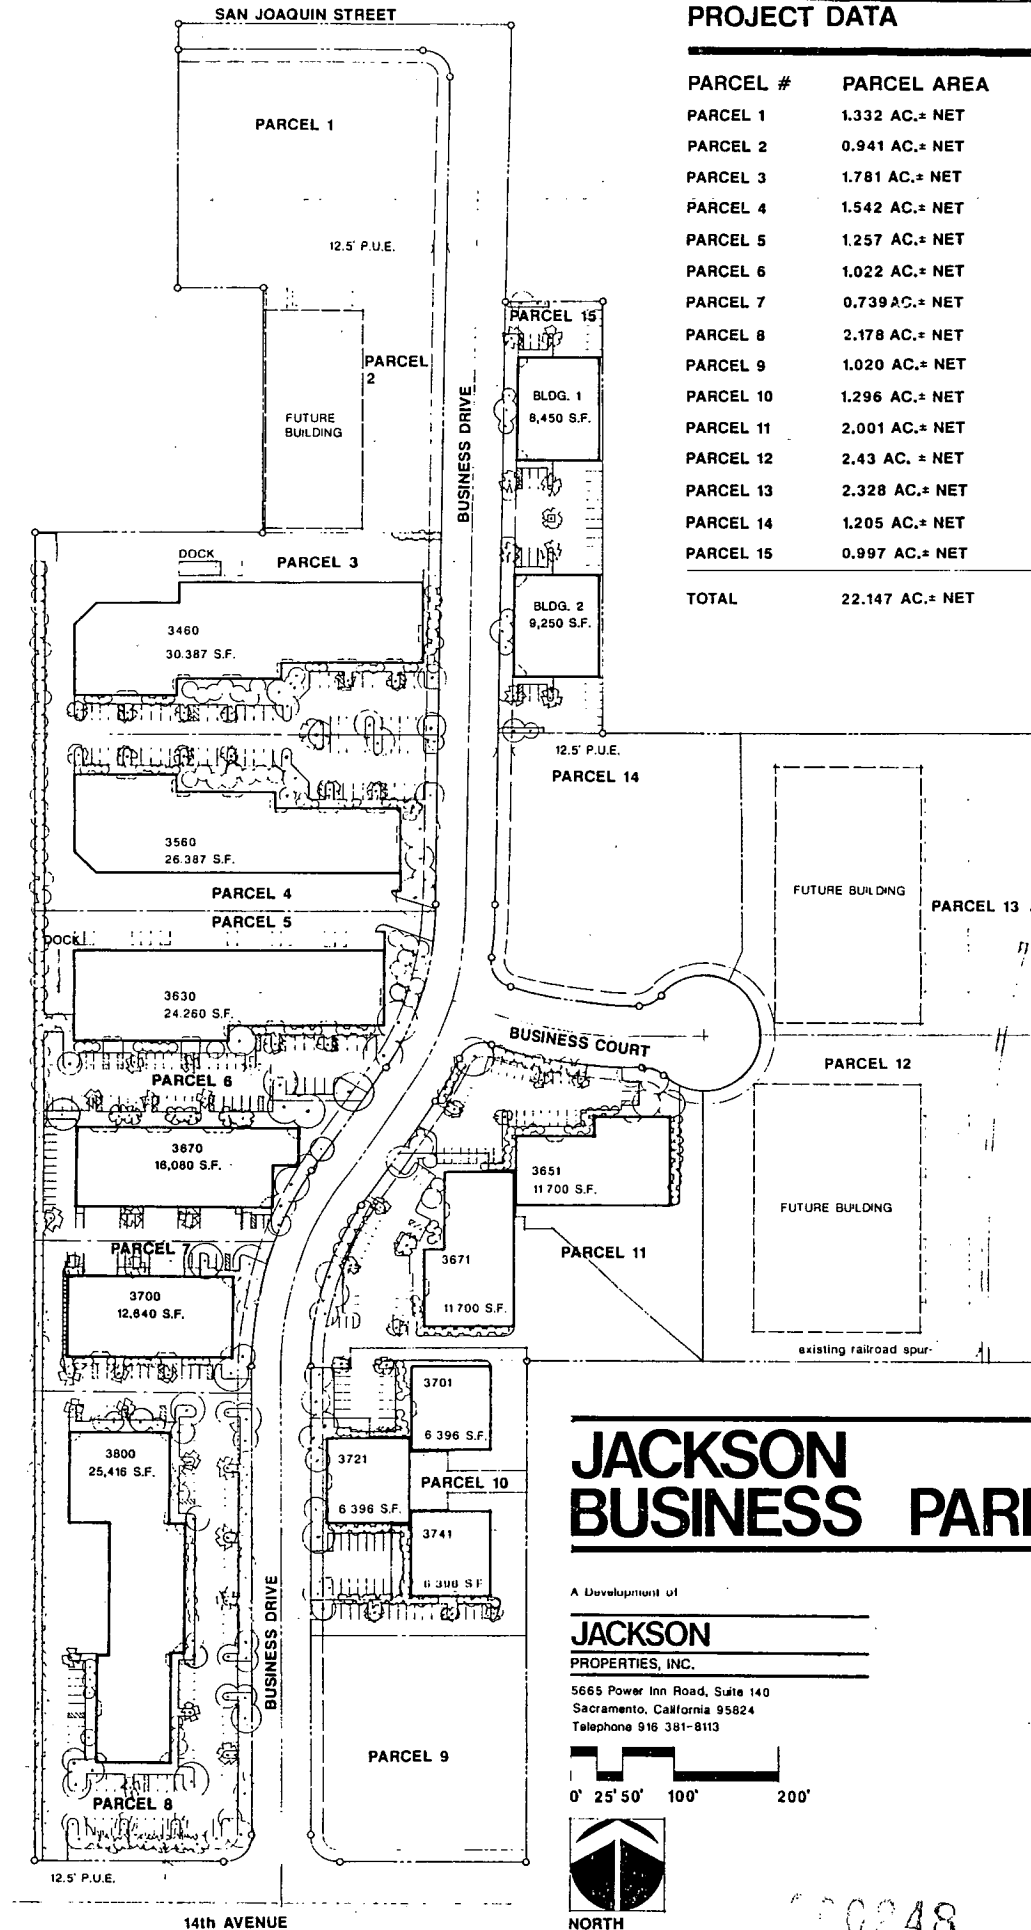 SAN JOAQUIN STREET
PROJECT DATA
PARCEL # PARCEL AREA
PARCEL 1 1.332 AC.± NET
PARCEL 2 0.941 AC.± NET
PARCEL 3 1.781 AC.± NET
PARCEL 4 1.542 AC.± NET
PARCEL 5 1.257 AC.± NET
PARCEL 6 1.022 AC.± NET
PARCEL 7 0.739 AC.± NET
PARCEL 8 2.178 AC.± NET
PARCEL 9 1.020 AC.± NET
PARCEL 10 1.296 AC.± NET
PARCEL 11 2.001 AC.± NET
PARCEL 12 2.43 AC. ± NET
PARCEL 13 2.328 AC.± NET
PARCEL 14 1.205 AC.± NET
PARCEL 15 0.997 AC.± NET
TOTAL 22.147 AC.± NET
PARCEL 1
12.5' P.U.E.
PARCEL 15
PARCEL
2
BLDG. 1
8,450 S.F.
FUTURE
BUILDING
BUSINESS DRIVE
DOCK
PARCEL 3
BLDG. 2
9,250 S.F.
3460
30.387 S.F.
12.5' P.U.E.
PARCEL 14
3560
26.387 S.F.
PARCEL 4
PARCEL 5
FUTURE BUILDING
PARCEL 13
DOCK
3630
24.260 S.F.
BUSINESS COURT
PARCEL 12
PARCEL 6
3670
16,080 S.F.
3651
11 700 S.F.
FUTURE BUILDING
PARCEL 7
PARCEL 11
3671
11 700 S.F.
3700
12,640 S.F.
existing railroad spur
3701
6 396 S.F.
3800
25,416 S.F.
3721
6 396 S.F.
PARCEL 10
3741
6 398 S F
BUSINESS DRIVE
PARCEL 9
PARCEL 8
12.5' P.U.E.
14th AVENUE
JACKSON
BUSINESS PAR
A Development of
JACKSON
PROPERTIES, INC.
5665 Power Inn Road, Suite 140
Sacramento, California 95824
Telephone 916 381-8113
0' 25' 50' 100' 200'
NORTH